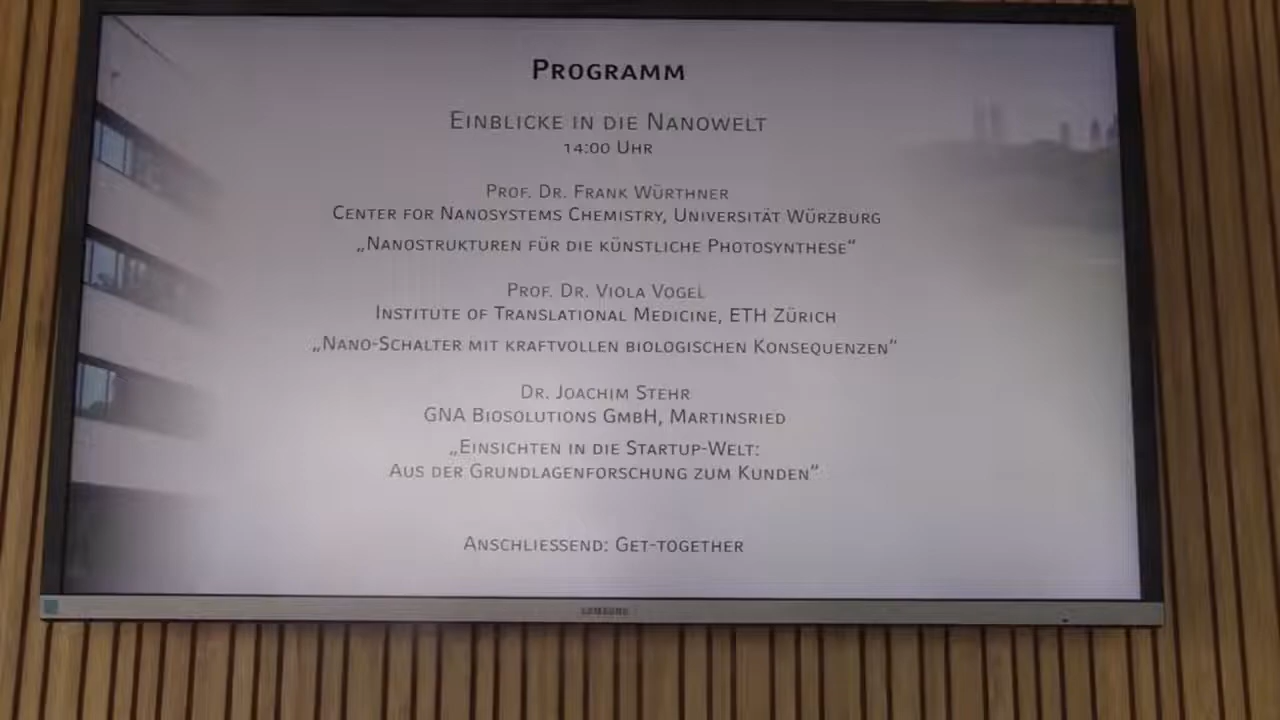 Programm
Einblicke in die Nanowelt
14:00 Uhr
Prof. Dr. Frank Würthner
Center for Nanosystems Chemistry, Universität Würzburg
„Nanostrukturen für die künstliche Photosynthese“
Prof. Dr. Viola Vogel
Institute of Translational Medicine, ETH Zürich
„Nano-Schalter mit kraftvollen biologischen Konsequenzen“
Dr. Joachim Stehr
GNA Biosolutions GmbH, Martinsried
„Einsichten in die Startup-Welt:
Aus der Grundlagenforschung zum Kunden“
Anschliessend: Get-together
SAMSUNG